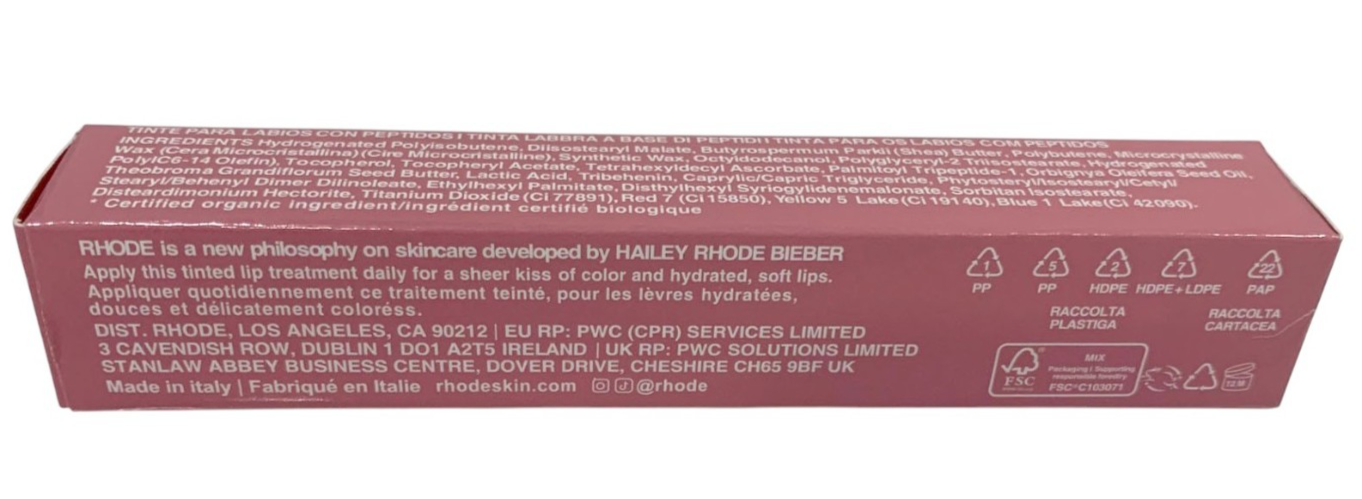 TINTE PARA LABIOS CON PEPTIDOS | TINTA LABBRA A BASE DI PEPTIDI | TINTA PARA OS LABIOS COM PEPTIDOS
INGREDIENTS Hydrogenated Polyisobutene, Diisostearyl Malate, Butyrospermum Parkii (Shea) Butter, Polybutene, Microcrystalline
Wax (Cera Microcristallina) (Cire Microcristalline), Synthetic Wax, Octyldodecanol, Polyglyceryl-2 Triisostearate, hydrogenated
Poly(C6-14 Olefin), Tocopherol, Tocopheryl Acetate, Tetrahexyldecyl Ascorbate, Palmitoyl Tripeptide-1, Orbignya Oleifera Seed Oil,
Theobroma Grandiflorum Seed Butter, Lactic Acid, Tribehenin, Caprylic/Capric Triglyceride, Phytosteryl/Isostearyl/Cetyl/
Stearyl/Behenyl Dimer Dilinoleate, Ethylhexyl Palmitate, Disthylhexyl Syriogylidenemalonate, Sorbitan Isostearate,
Disteardimonium Hectorite, Titanium Dioxide (Ci 77891), Red 7 (Ci 15850), Yellow 5 Lake (Ci 19140), Blue 1 Lake (Ci 42090).
* Certified organic ingredient/ingrédient certifié biologique
RHODE is a new philosophy on skincare developed by HAILEY RHODE BIEBER
Apply this tinted lip treatment daily for a sheer kiss of color and hydrated, soft lips.
Appliquer quotidiennement ce traitement teinté, pour les lèvres hydratées,
douces et délicatement coloréss.
DIST. RHODE, LOS ANGELES, CA 90212 | EU RP: PWC (CPR) SERVICES LIMITED
3 CAVENDISH ROW, DUBLIN 1 DO1 A2T5 IRELAND | UK RP: PWC SOLUTIONS LIMITED
STANLAW ABBEY BUSINESS CENTRE, DOVER DRIVE, CHESHIRE CH65 9BF UK
Made in italy | Fabriqué en Italie rhodeskin.com @rhode
1 5 2 7 22
PP PP HDPE HDPE+LDPE PAP
RACCOLTA PLASTIGA
RACCOLTA CARTACEA
FSC
MIX
Packaging | Supporting
responsible forestry
FSC® C103071
12 M